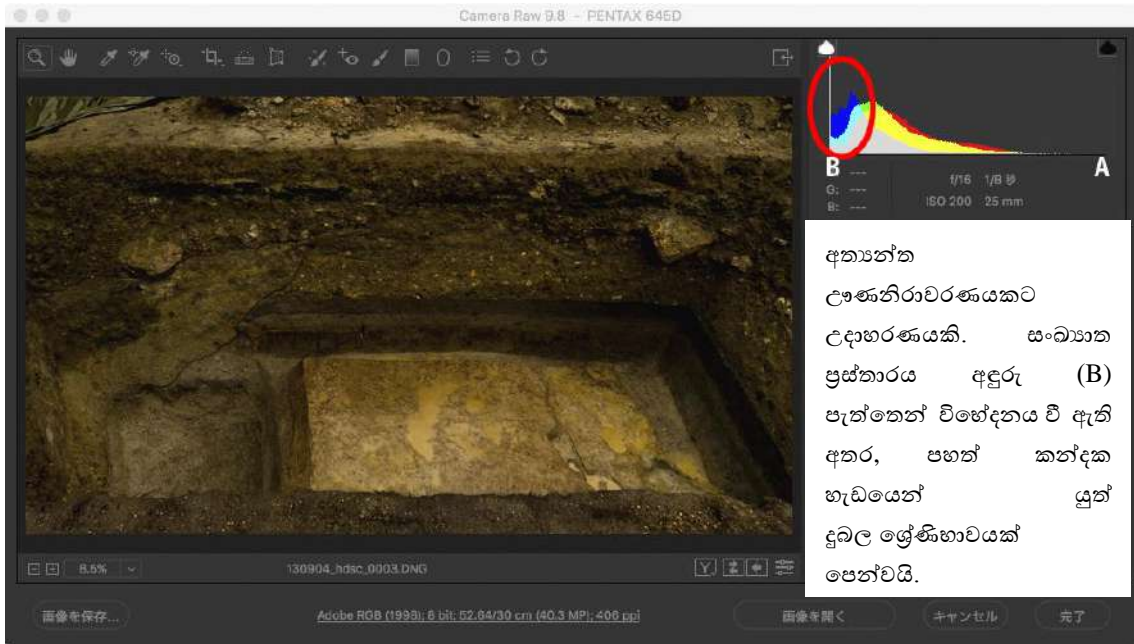 Camera Raw 9.8 - PENTAX 645D
B
A
G: ---
B: ---
f/16 1/8 秒
ISO 200 25 mm
අත්‍යන්ත
ඌණනිරාවරණයකට
උදාහරණයකි. සංඛ්‍යාත
ප්‍රස්තාරය අඳුරු (B)
පැත්තෙන් විභේදනය වී ඇති
අතර, පහත් කන්දක
හැඩයෙන් යුත්
දුබල ශ්‍රේණිභාවයක්
පෙන්වයි.
8.5%
130904_hdsc_0003.DNG
画像を保存...
Adobe RGB (1998); 8 bit; 52.64/30 cm (40.3 MP); 406 ppi
画像を開く
キャンセル
完了